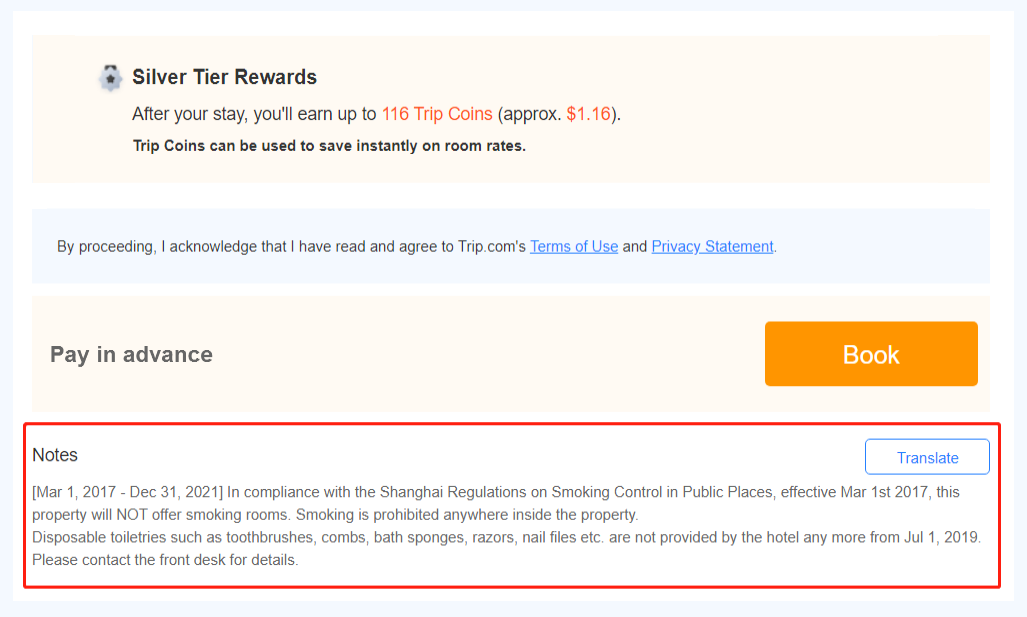 Silver Tier Rewards
After your stay, you'll earn up to 116 Trip Coins (approx. $1.16).
Trip Coins can be used to save instantly on room rates.
By proceeding, I acknowledge that I have read and agree to Trip.com's Terms of Use and Privacy Statement.
Pay in advance
Book
Notes
Translate
[Mar 1, 2017 - Dec 31, 2021] In compliance with the Shanghai Regulations on Smoking Control in Public Places, effective Mar 1st 2017, this
property will NOT offer smoking rooms. Smoking is prohibited anywhere inside the property.
Disposable toiletries such as toothbrushes, combs, bath sponges, razors, nail files etc. are not provided by the hotel any more from Jul 1, 2019.
Please contact the front desk for details.